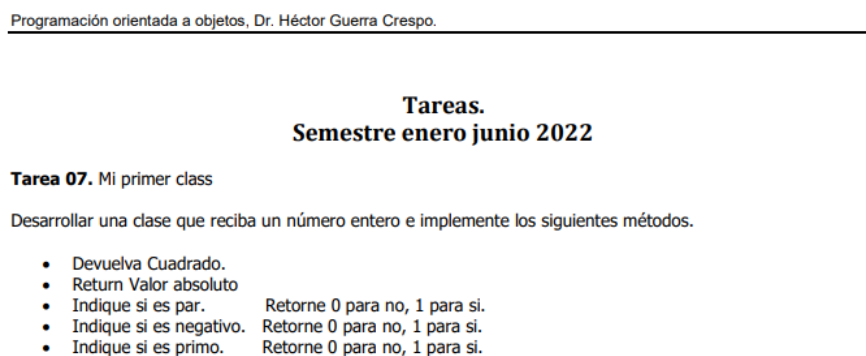 Programación orientada a objetos, Dr. Héctor Guerra Crespo.
Tareas.
Semestre enero junio 2022
Tarea 07. Mi primer class
Desarrollar una clase que reciba un número entero e implemente los siguientes métodos.
• Devuelva Cuadrado.
• Return Valor absoluto
• Indique si es par. Retorne 0 para no, 1 para si.
• Indique si es negativo. Retorne 0 para no, 1 para si.
• Indique si es primo. Retorne 0 para no, 1 para si.